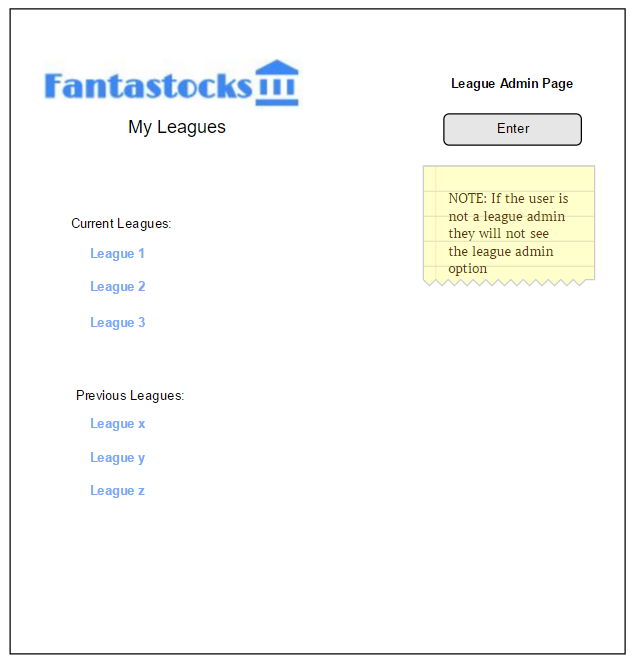 Fantastocks
My Leagues
League Admin Page
Enter
NOTE: If the user is
not a league admin
they will not see
the league admin
option
Current Leagues:
League 1
League 2
League 3
Previous Leagues:
League x
League y
League z